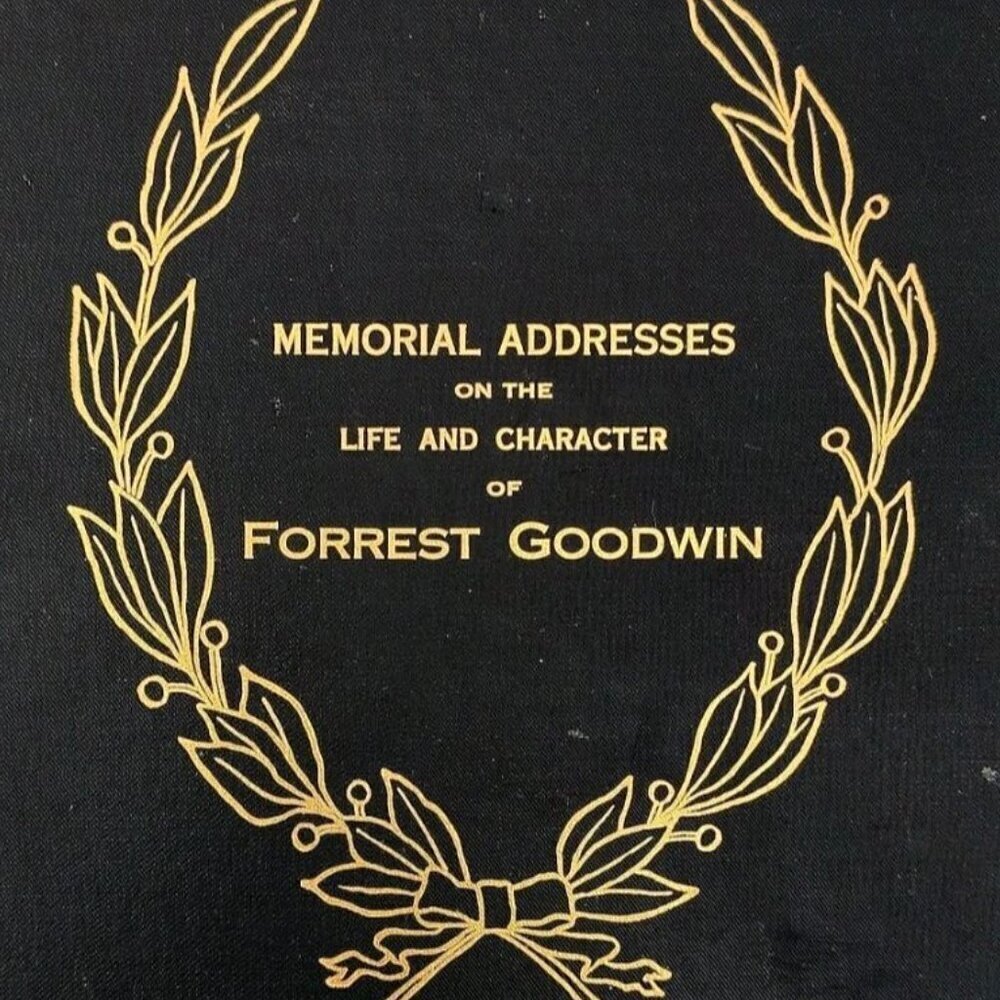 MEMORIAL ADDRESSES
ON THE
LIFE AND CHARACTER
OF
FORREST GOODWIN